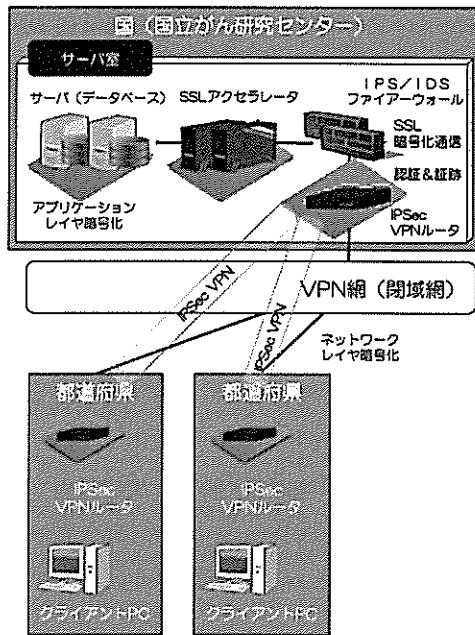 国（国立がん研究センター）
サーバ室
サーバ（データベース）
SSLアクセラレータ
IPS／IDS
ファイアーウォール
SSL
暗号化通信
認証＆証跡
アプリケーション
レイヤ暗号化
IPSec
VPNルータ
IPSec VPN
IPSec VPN
VPN網（閉域網）
ネットワーク
レイヤ暗号化
都道府県
IPSec
VPNルータ
クライアントPC
都道府県
IPSec
VPNルータ
クライアントPC